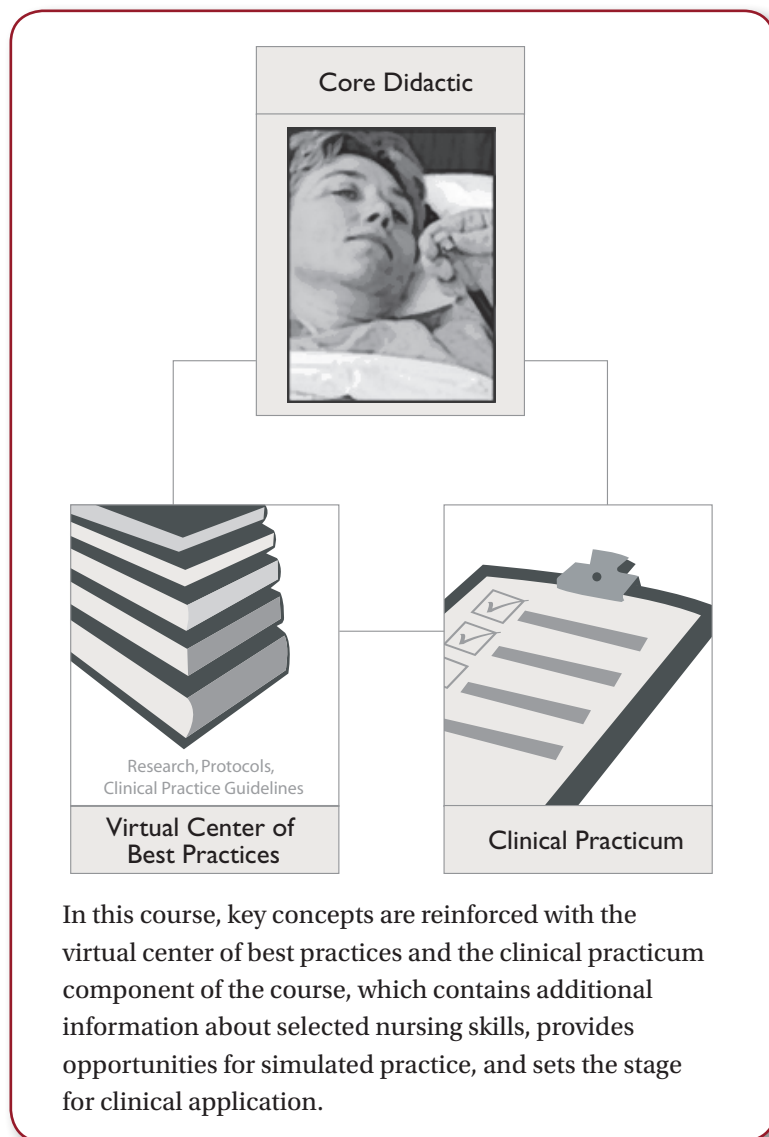 Core Didactic
Research, Protocols,
Clinical Practice Guidelines
Virtual Center of
Best Practices
Clinical Practicum
In this course, key concepts are reinforced with the
virtual center of best practices and the clinical practicum
component of the course, which contains additional
information about selected nursing skills, provides
opportunities for simulated practice, and sets the stage
for clinical application.